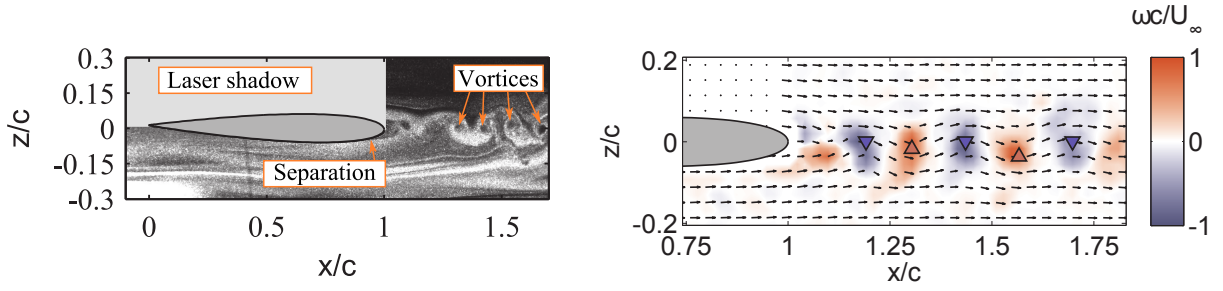 0.3
0.15
0
-0.15
-0.3
z/c
Laser shadow
Vortices
Separation
0
0.5
1
1.5
x/c
ωc/U∞
0.2
0
-0.2
z/c
0.75
1
1.25
1.5
1.75
x/c
1
0
-1